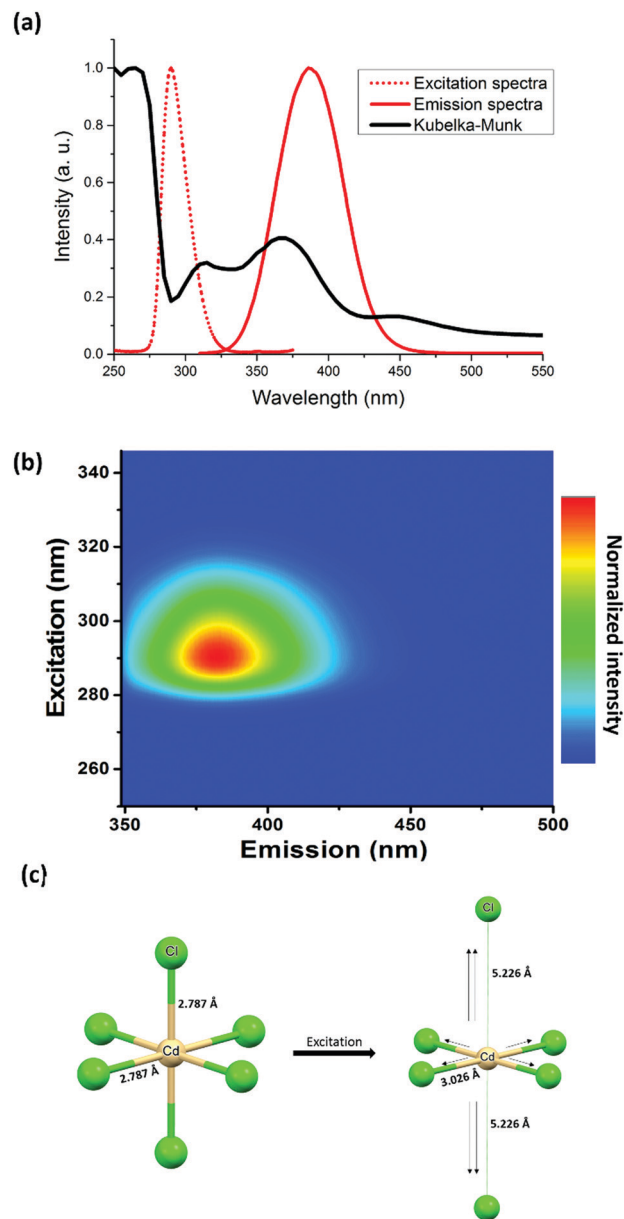 (a)
Excitation spectra
Emission spectra
Kubelka-Munk
Intensity (a. u.)
1.0
0.8
0.6
0.4
0.2
0.0
250 300 350 400 450 500 550
Wavelength (nm)
(b)
Excitation (nm)
340
320
300
280
260
350 400 450 500
Emission (nm)
Normalized intensity
(c)
Cl
2.787 Å
Cd
2.787 Å
Excitation
Cl
5.226 Å
Cd
3.026 Å
5.226 Å